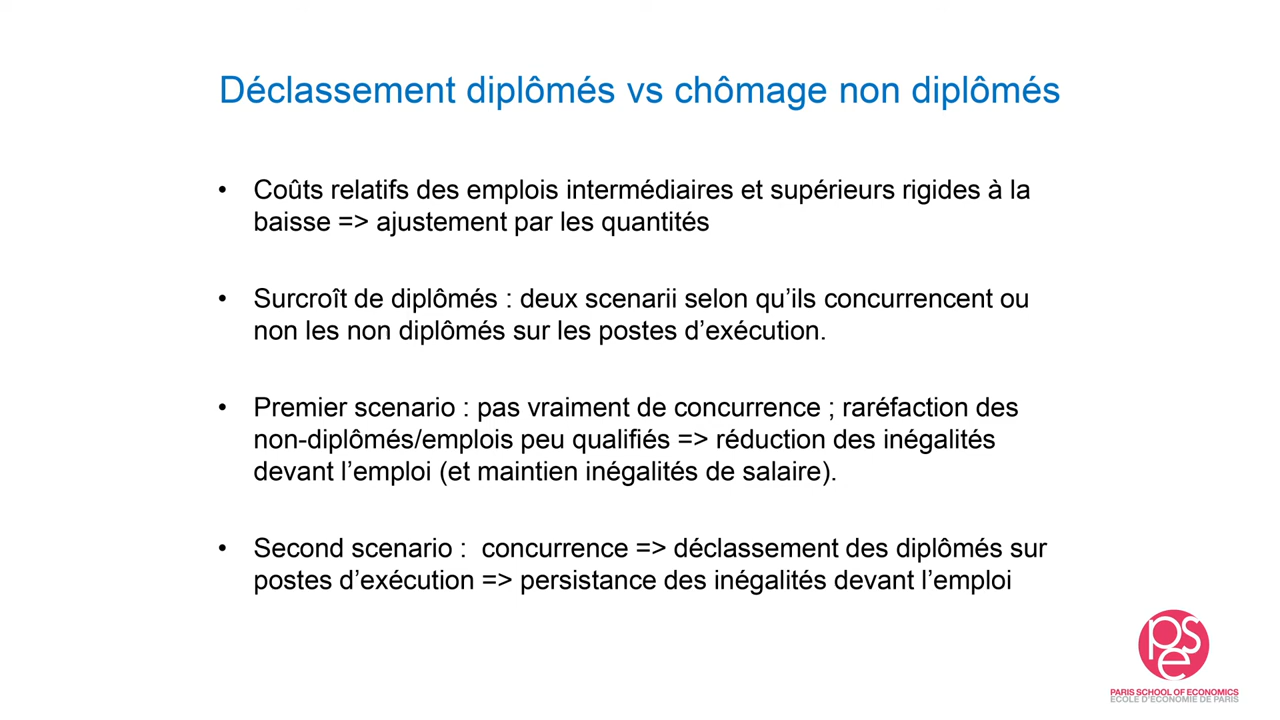 Déclassement diplômés vs chômage non diplômés
• Coûts relatifs des emplois intermédiaires et supérieurs rigides à la
baisse => ajustement par les quantités
• Surcroît de diplômés : deux scenarii selon qu’ils concurrencent ou
non les non diplômés sur les postes d’exécution.
• Premier scenario : pas vraiment de concurrence ; raréfaction des
non-diplômés/emplois peu qualifiés => réduction des inégalités
devant l’emploi (et maintien inégalités de salaire).
• Second scenario :  concurrence => déclassement des diplômés sur
postes d’exécution => persistance des inégalités devant l’emploi
pse
PARIS SCHOOL OF ECONOMICS
ECOLE D'ECONOMIE DE PARIS